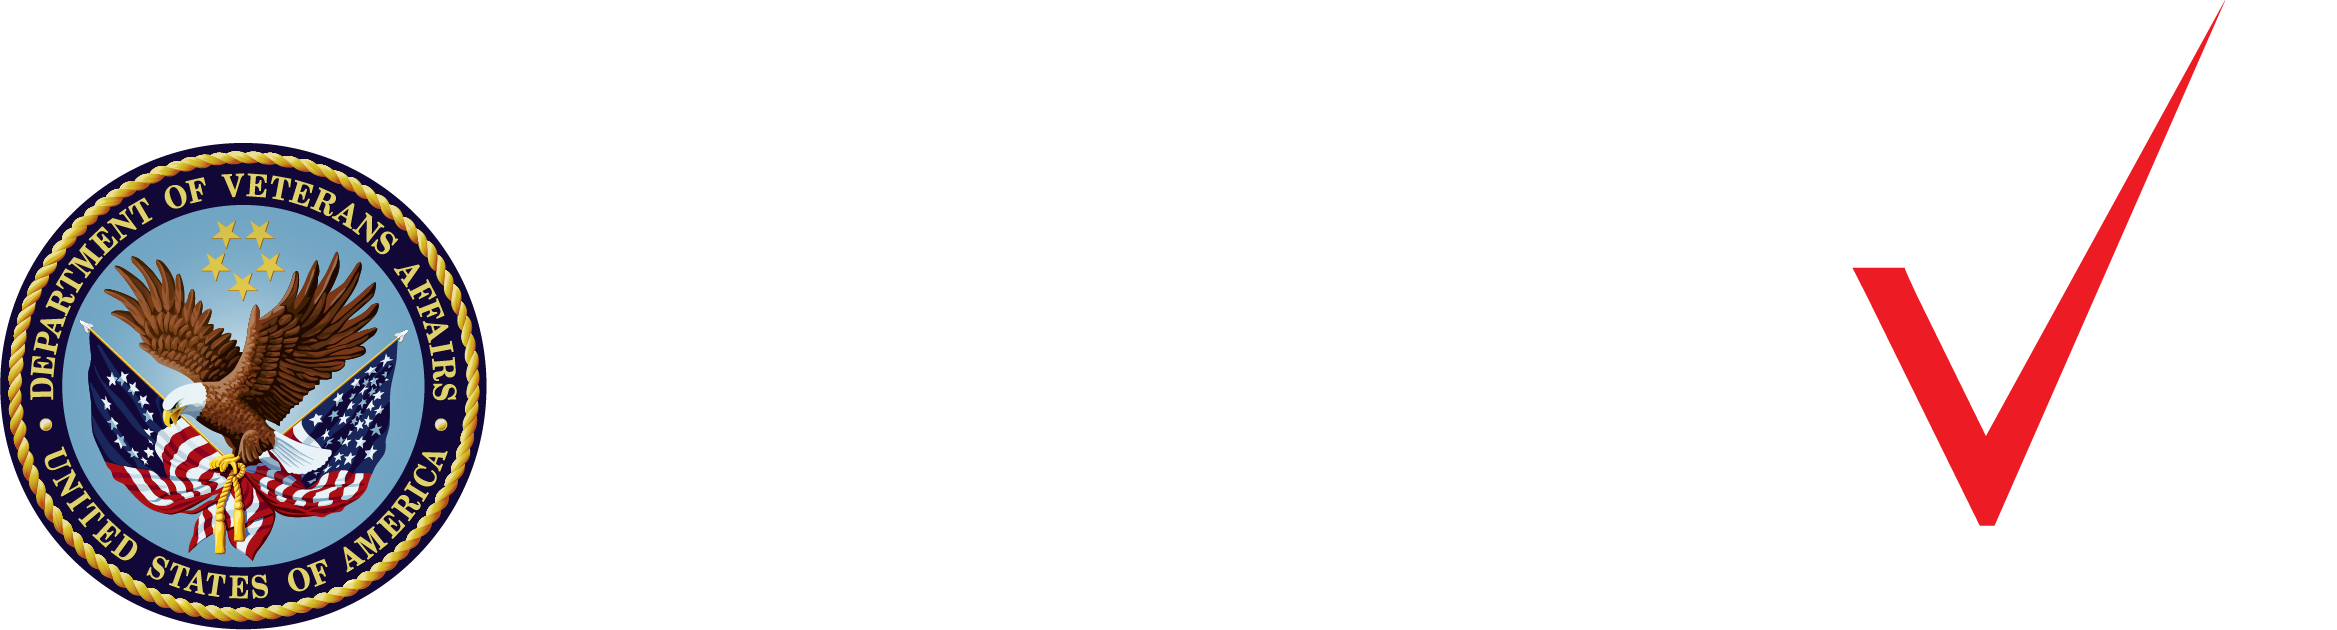 DEPARTMENT OF VETERANS AFFAIRS
UNITED STATES OF AMERICA